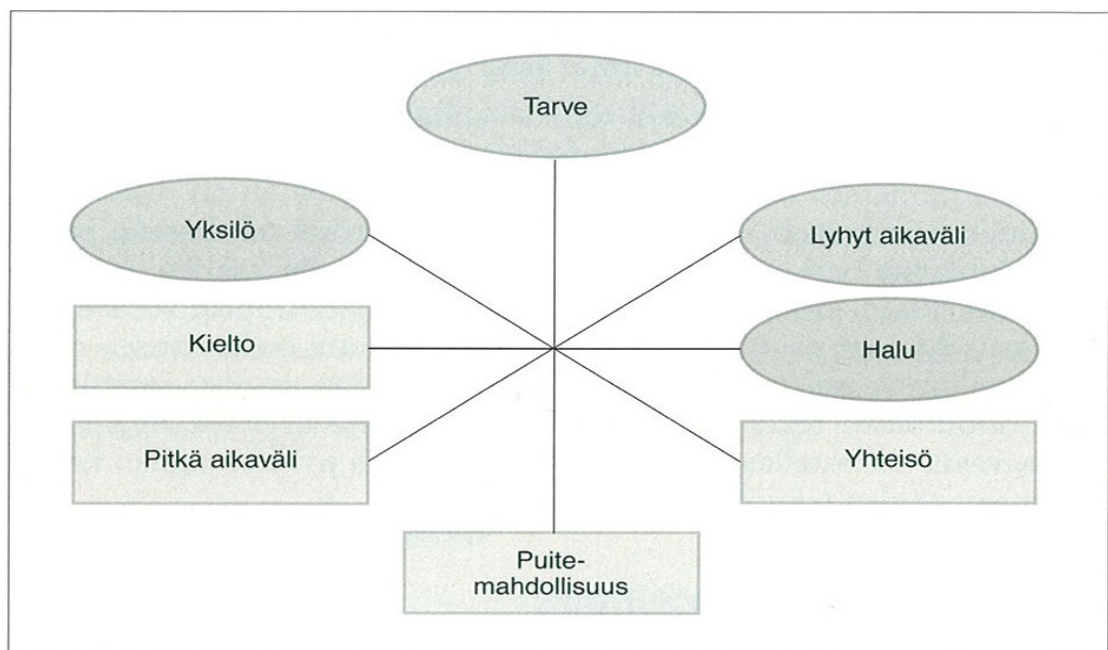 Tarve
Yksilö
Lyhyt aikaväli
Kielto
Halu
Pitkä aikaväli
Yhteisö
Puite-
mahdollisuus